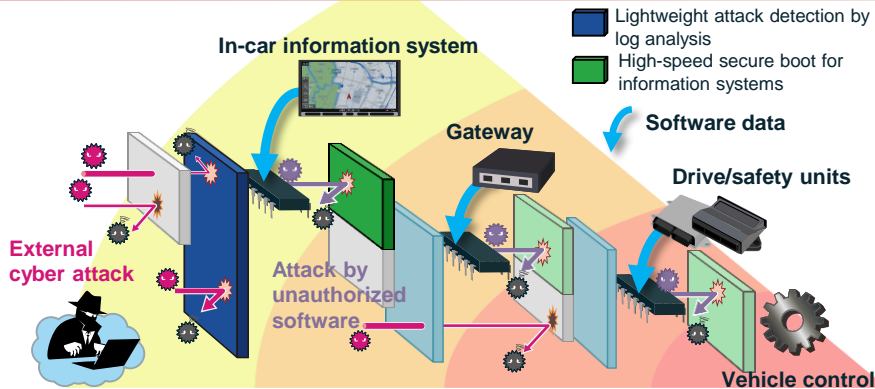 Lightweight attack detection by
log analysis
High-speed secure boot for
information systems
In-car information system
Software data
Gateway
Drive/safety units
External
cyber attack
Attack by
unauthorized
software
Vehicle control